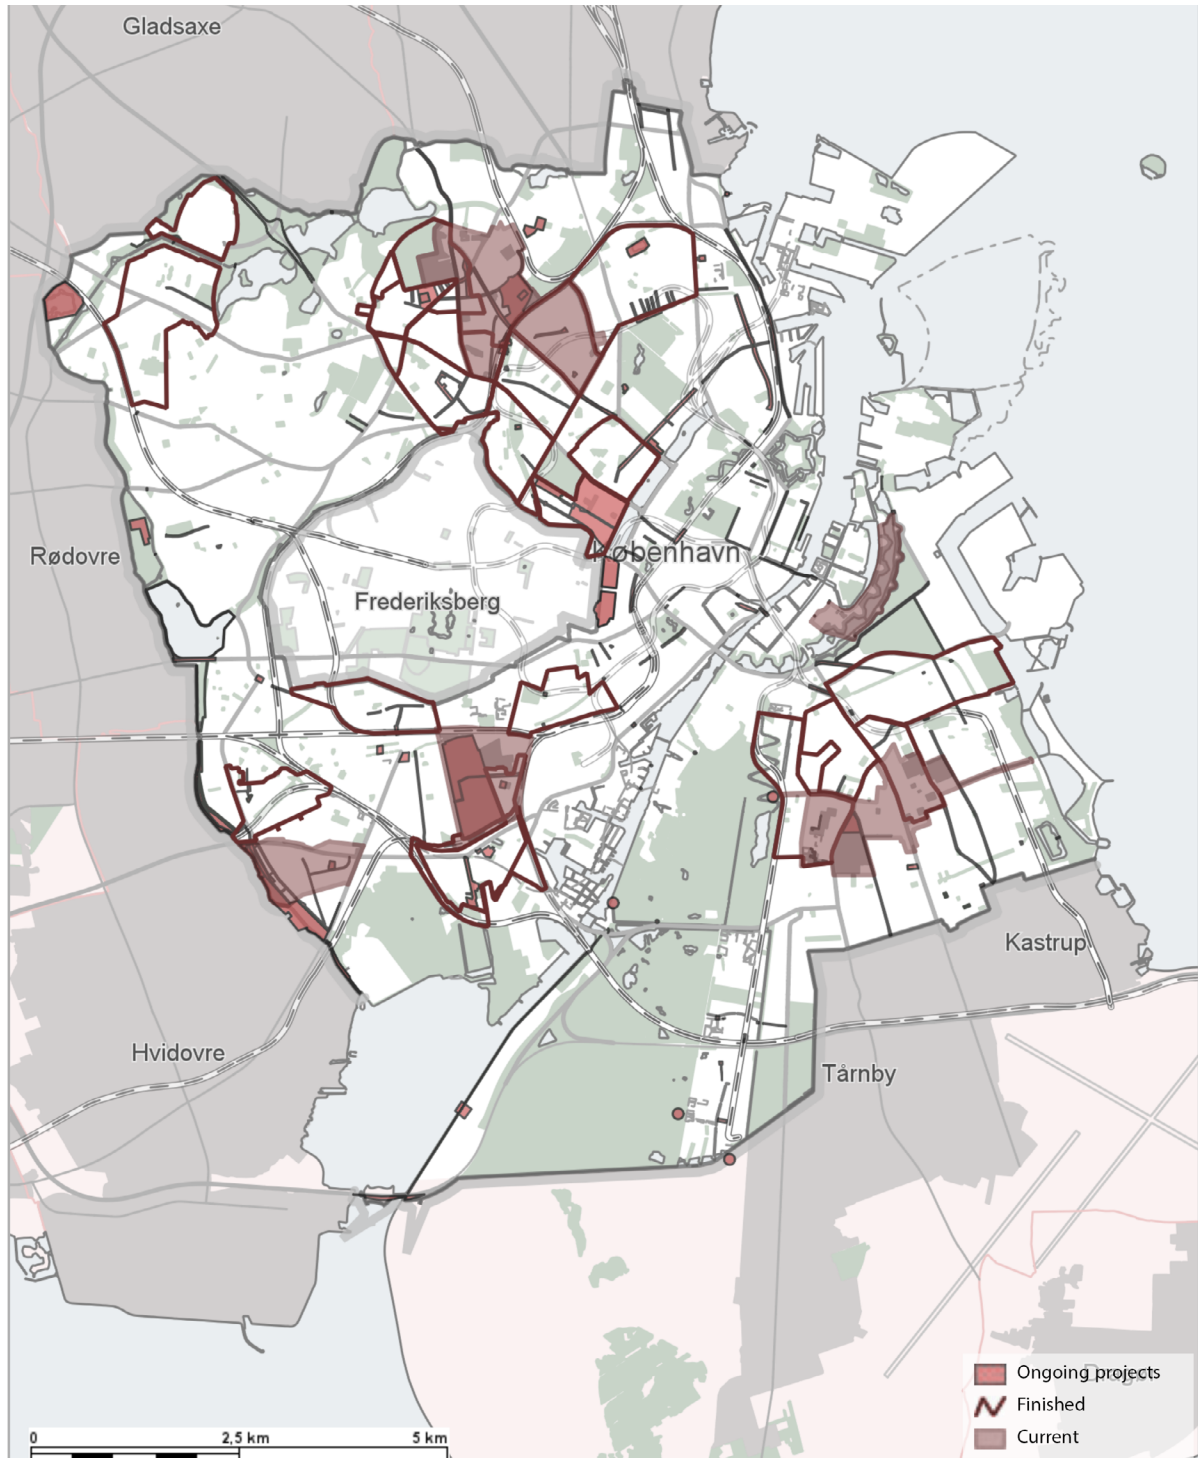 Gladsaxe
Rødovre
København
Frederiksberg
Kastrup
Hvidovre
Tårnby
Ongoing projects
Finished
Current
0
2,5 km
5 km